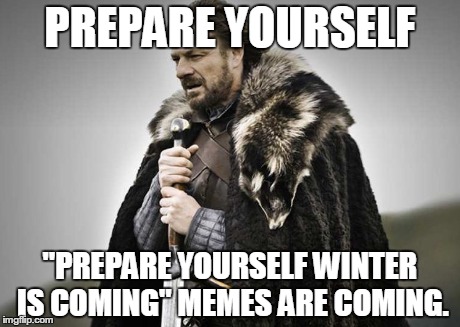 PREPARE YOURSELF
"PREPARE YOURSELF WINTER
IS COMING" MEMES ARE COMING.
imgflip.com